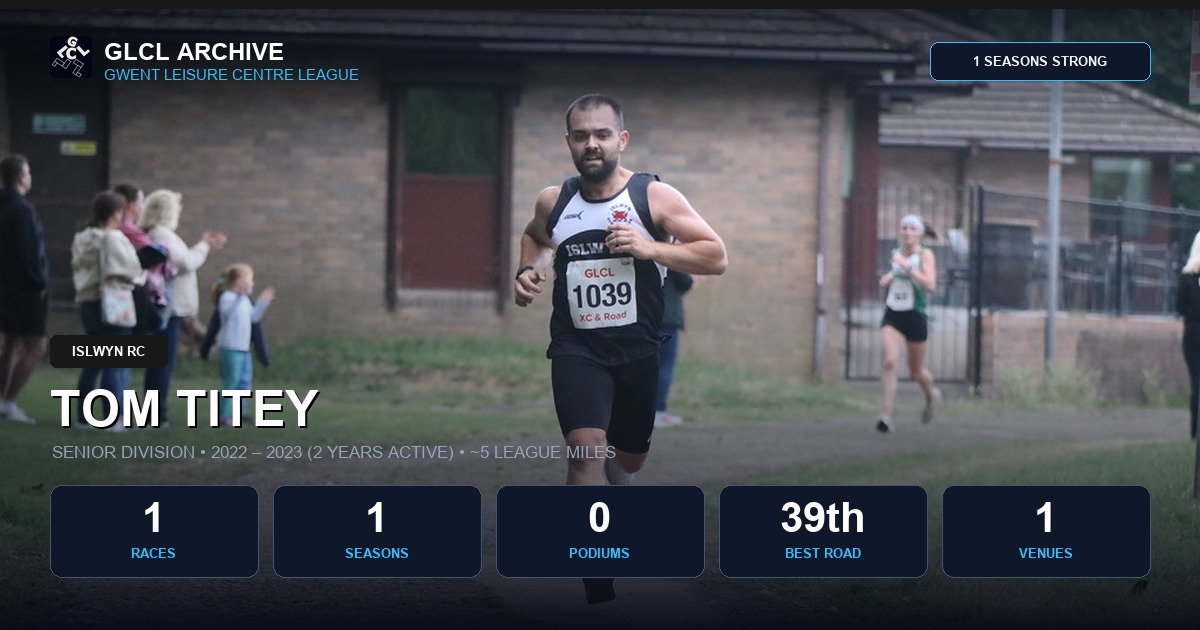 GLCL ARCHIVE
GWENT LEISURE CENTRE LEAGUE
1 SEASONS STRONG
ISLWYN
GLCL
1039
XC & Road
ISLWYN RC
TOM TITEY
SENIOR DIVISION • 2022 – 2023 (2 YEARS ACTIVE) • ~5 LEAGUE MILES
1
RACES
1
SEASONS
0
PODIUMS
39th
BEST ROAD
1
VENUES